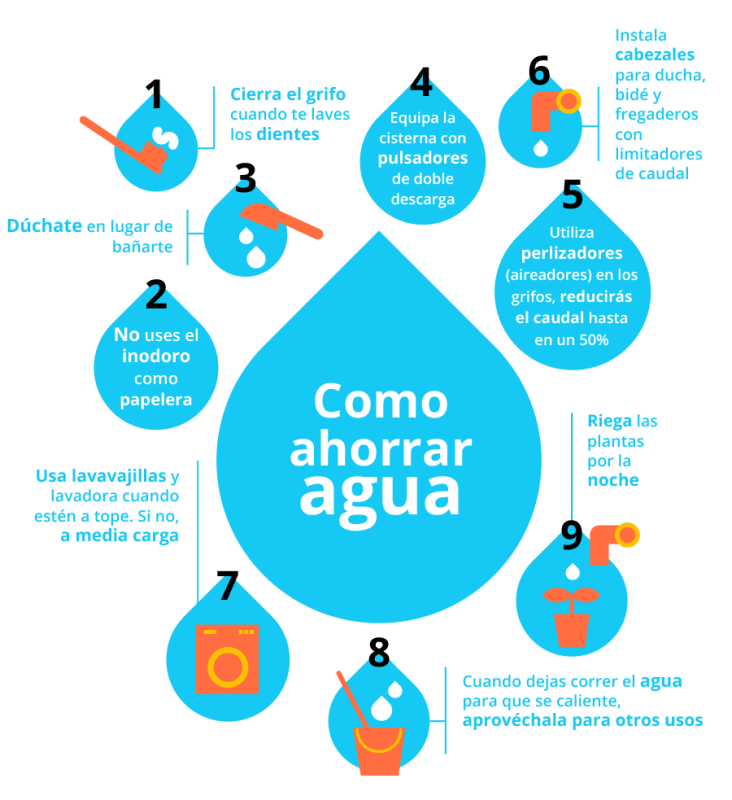 Como
ahorrar
agua
1
Cierra el grifo
cuando te laves
los dientes
2
No uses el
inodoro
como
papelera
3
Dúchate en lugar de
bañarte
4
Equipa la
cisterna con
pulsadores
de doble
descarga
5
Utiliza
perlizadores
(aireadores) en los
grifos, reducirás
el caudal hasta
en un 50%
6
Instala
cabezales
para ducha,
bidé y
fregaderos
con
limitadores
de caudal
7
Usa lavavajillas y
lavadora cuando
estén a tope. Si no,
a media carga
8
Cuando dejas correr el agua
para que se caliente,
aprovéchala para otros usos
9
Riega las
plantas
por la
noche